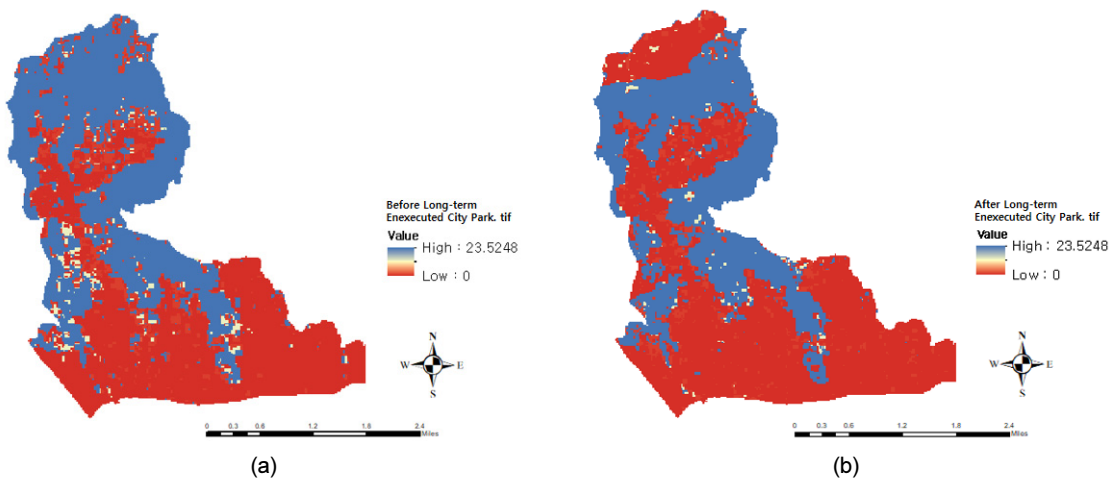 Before Long-term
Enexecuted City Park. tif
Value
High : 23.5248
Low : 0
N
W E
S
0 0.3 0.6 1.2 1.8 2.4
Miles
(a)
After Long-term
Enexecuted City Park. tif
Value
High : 23.5248
Low : 0
N
W E
S
0 0.3 0.6 1.2 1.8 2.4
Miles
(b)